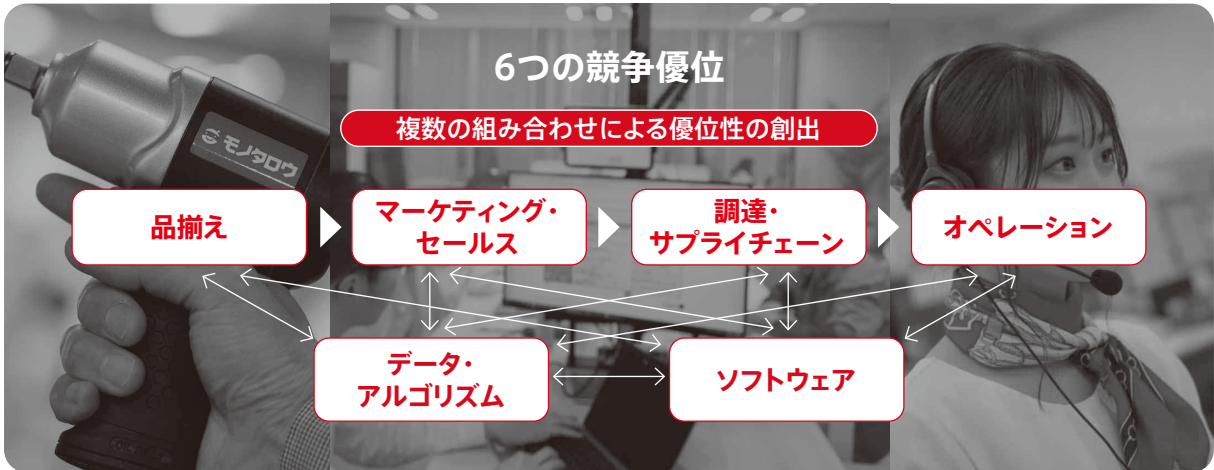 6つの競争優位
複数の組み合わせによる優位性の創出
モノタロウ
品揃え
マーケティング・
セールス
調達・
サプライチェーン
オペレーション
データ・
アルゴリズム
ソフトウェア